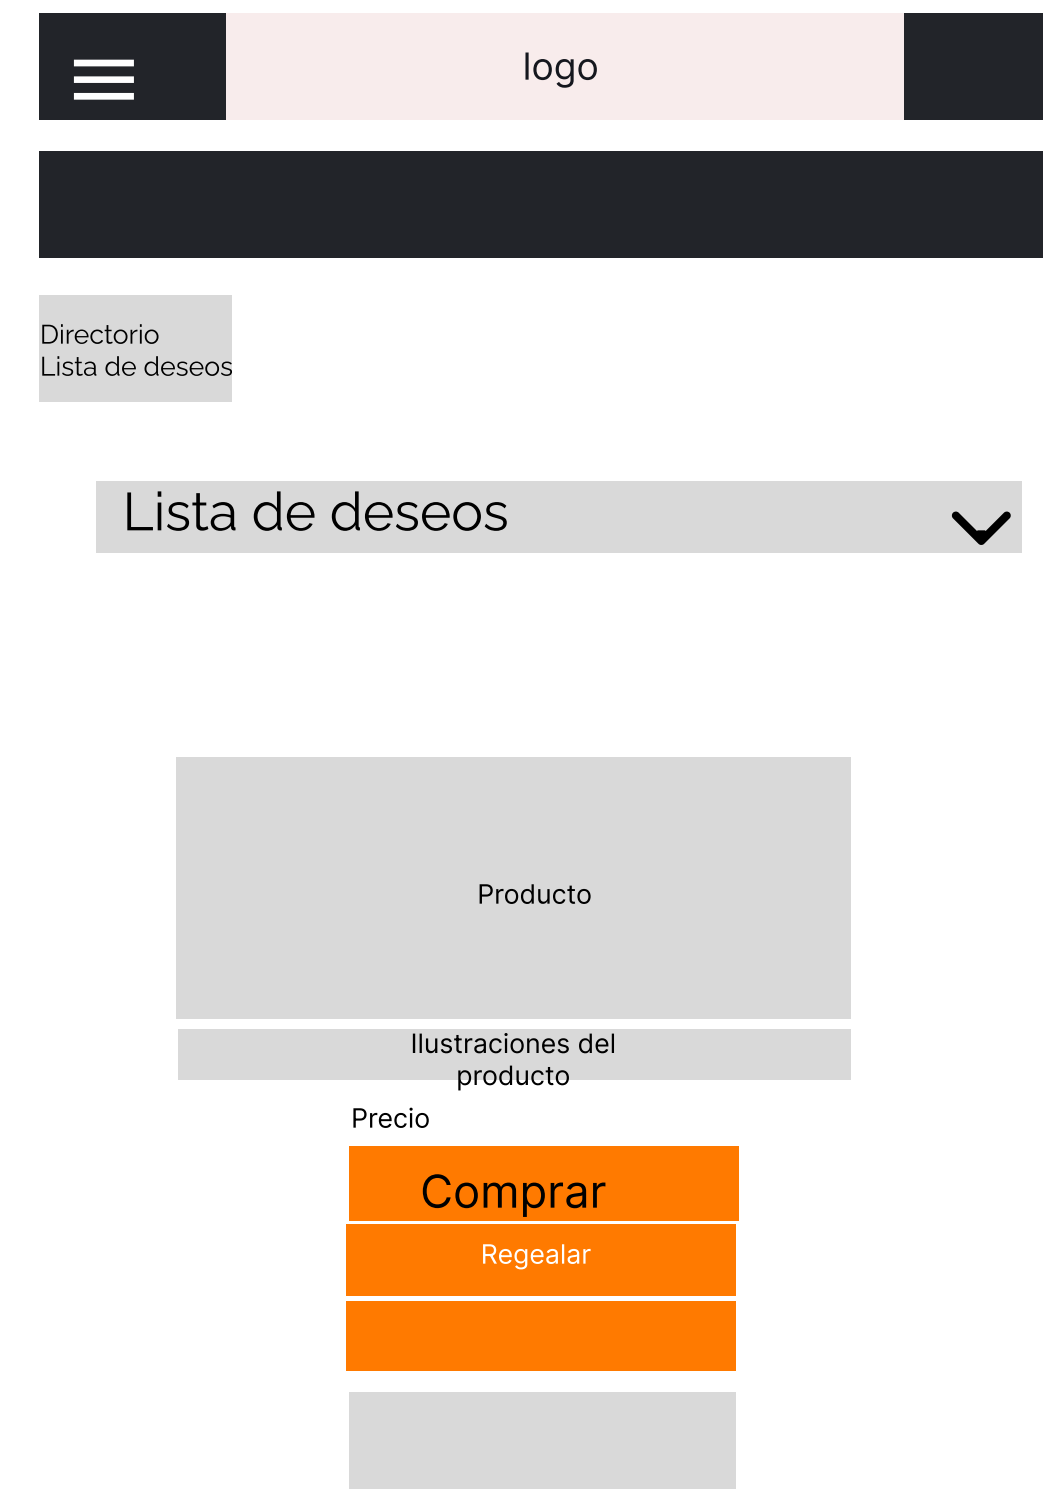 logo
Directorio
Lista de deseos
Lista de deseos
Producto
Ilustraciones del
producto
Precio
Comprar
Regealar